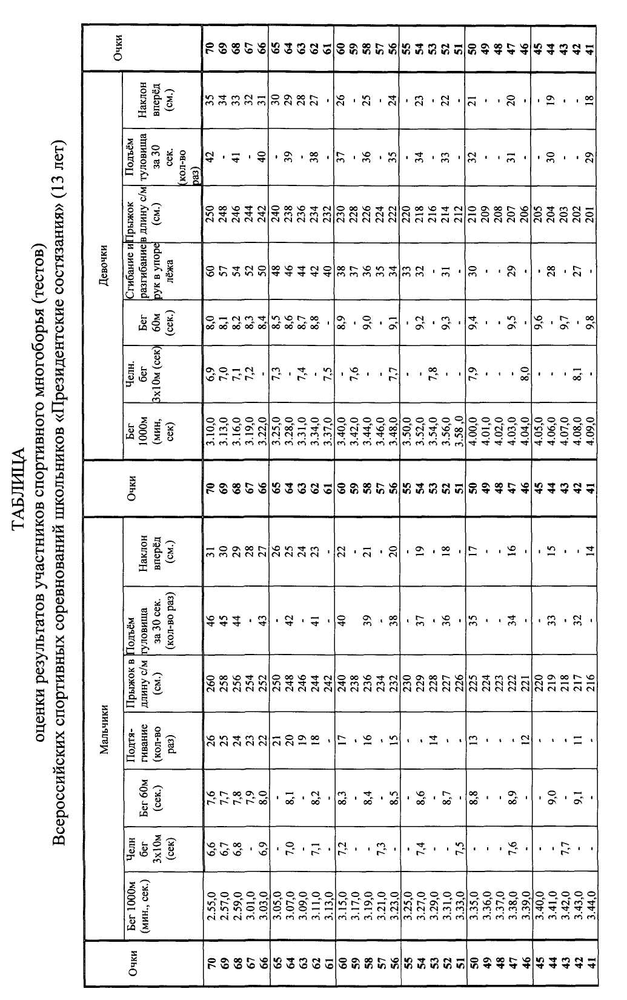 ТАБЛИЦА
оценки результатов участников спортивного многоборья (тестов)
Всероссийских спортивных соревнований школьников «Президентские состязания» (13 лет)
Очки Мальчики Очки Девочки Очки
Бег 1000м (мин., сек.)
Челн бег 3х10м (сек)
Бег 60м (сек.)
Подтя-гивание (кол-во раз)
Прыжок в длину с/м (см.)
Подъём туловища за 30 сек. (кол-во раз)
Наклон вперёд (см.)
Бег 1000м (мин, сек)
Челн. бег 3х10м (сек)
Бег 60м (сек.)
Сгибание и разгибание рук в упоре лёжа
Прыжок в длину с/м (см.)
Подъём туловища за 30 сек. (кол-во раз)
Наклон вперёд (см.)
70 2.55,0 6,6 7,6 26 260 46 31 70 3.10,0 6,9 8,0 60 250 42 35 70
69 2.57,0 6,7 7,7 25 258 45 30 69 3.13,0 7,0 8,1 57 248 - 34 69
68 2.59,0 6,8 7,8 24 256 44 29 68 3.16,0 7,1 8,2 54 246 41 33 68
67 3.01,0 - 7,9 23 254 - 28 67 3.19,0 7,2 8,3 52 244 - 32 67
66 3.03,0 6,9 8,0 22 252 43 27 66 3.22,0 - 8,4 50 242 40 31 66
65 3.05,0 - - 21 250 - 26 65 3.25,0 7,3 8,5 48 240 - 30 65
64 3.07,0 7,0 8,1 20 248 42 25 64 3.28,0 - 8,6 46 238 39 29 64
63 3.09,0 - - 19 246 - 24 63 3.31,0 7,4 8,7 44 236 - 28 63
62 3.11,0 7,1 8,2 18 244 41 23 62 3.34,0 - 8,8 42 234 38 27 62
61 3.13,0 - - - 242 - - 61 3.37,0 7,5 - 40 232 - - 61
60 3.15,0 7,2 8,3 17 240 40 22 60 3.40,0 - 8,9 38 230 37 26 60
59 3.17,0 - - - 238 - 59 3.42,0 7,6 - 37 228 - - 59
58 3.19,0 - 8,4 16 236 39 21 58 3.44,0 - 9,0 36 226 36 25 58
57 3.21,0 7,3 - - 234 - - 57 3.46,0 - - 35 224 - - 57
56 3.23,0 - 8,5 15 232 38 20 56 3.48,0 7,7 9,1 34 222 35 24 56
55 3.25,0 - - - 230 - - 55 3.50,0 - - 33 220 - - 55
54 3.27,0 7,4 8,6 - 229 37 19 54 3.52,0 - 9,2 32 218 34 23 54
53 3.29,0 - - 14 228 - - 53 3.54,0 7,8 - - 216 - - 53
52 3.31,0 - 8,7 - 227 36 18 52 3.56,0 - 9,3 31 214 33 22 52
51 3.33,0 7,5 - - 226 - - 51 3.58 ,0 - - - 212 - - 51
50 3.35,0 - 8,8 13 225 35 17 50 4.00,0 7,9 9,4 30 210 32 21 50
49 3.36,0 - - - 224 - - 49 4.01,0 - - - 209 - - 49
48 3.37,0 - - - 223 - - 48 4.02,0 - - - 208 - - 48
47 3.38,0 7,6 8,9 - 222 34 16 47 4.03,0 - 9,5 29 207 31 20 47
46 3.39,0 - - 12 221 - - 46 4.04,0 8,0 - - 206 - - 46
45 3.40,0 - - - 220 - - 45 4.05,0 - 9,6 - 205 - - 45
44 3.41,0 - 9,0 - 219 33 15 44 4.06,0 - - 28 204 30 19 44
43 3.42,0 7,7 - - 218 - - 43 4.07,0 - 9,7 - 203 - - 43
42 3.43,0 - 9,1 11 217 32 - 42 4.08,0 8,1 - 27 202 - - 42
41 3.44,0 - - - 216 - 14 41 4.09,0 - 9,8 - 201 29 18 41